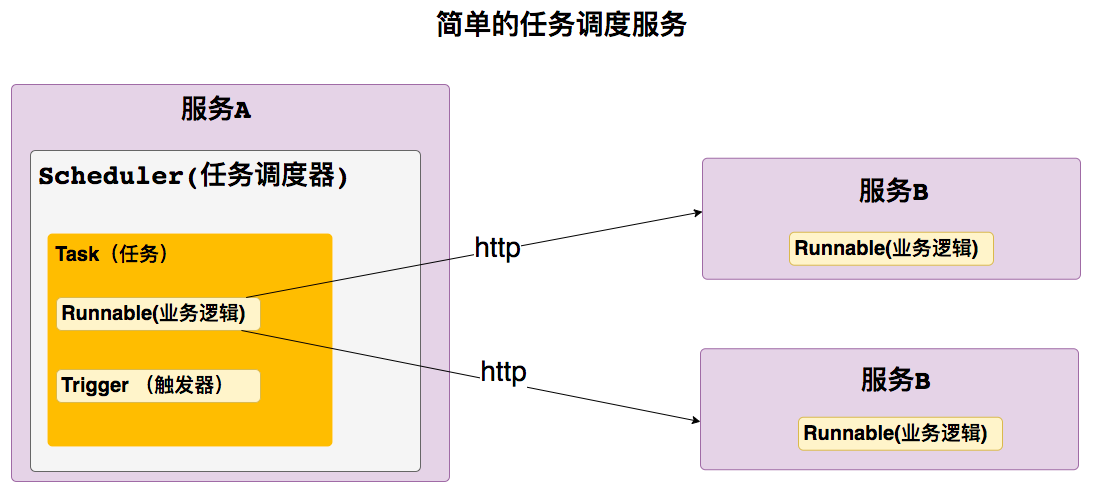 简单的任务调度服务
服务A
Scheduler(任务调度器)
Task（任务）
Runnable(业务逻辑)
Trigger （触发器）
http
http
服务B
Runnable(业务逻辑)
服务B
Runnable(业务逻辑)